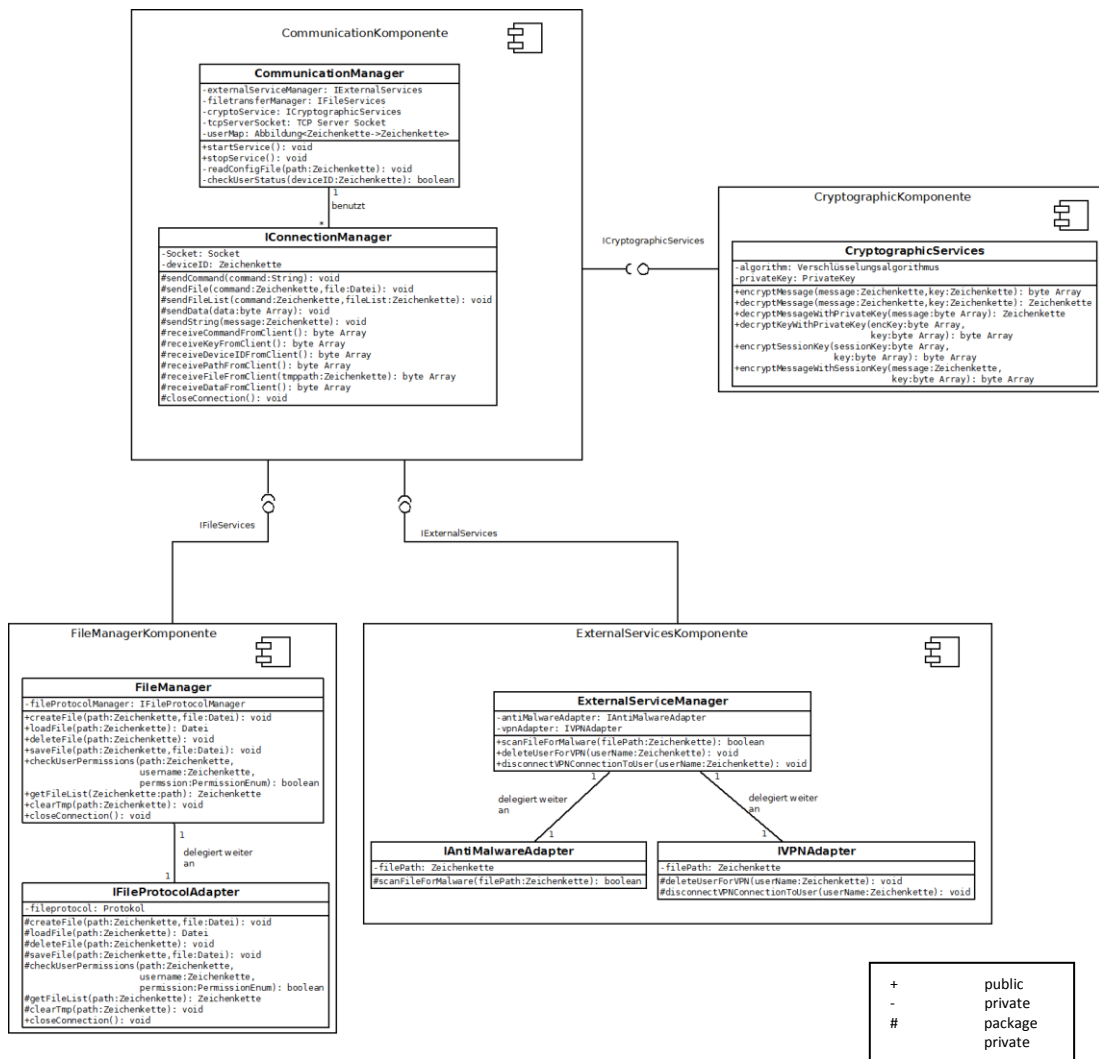 CommunicationKomponente
CommunicationManager
-externalServiceManager: IExternalServices
-filetransferManager: IFileServices
-cryptoService: ICryptographicServices
-tcpServerSocket: TCP Server Socket
-userMap: Abbildung<Zeichenkette->Zeichenkette>
+startService(): void
+stopService(): void
-readConfigFile(path:Zeichenkette): void
-checkUserStatus(deviceID:Zeichenkette): boolean
1
benutzt
*
IConnectionManager
-Socket: Socket
-deviceID: Zeichenkette
#sendCommand(command:String): void
#sendFile(command:Zeichenkette,file:Datei): void
#sendFileList(command:Zeichenkette,fileList:Zeichenkette): void
#sendData(data:byte Array): void
#sendString(message:Zeichenkette): void
#receiveCommandFromClient(): byte Array
#receiveKeyFromClient(): byte Array
#receiveDeviceIDFromClient(): byte Array
#receivePathFromClient(): byte Array
#receiveFileFromClient(tmppath:Zeichenkette): byte Array
#receiveDataFromClient(): byte Array
#closeConnection(): void
ICryptographicServices
CryptographicKomponente
CryptographicServices
-algorithm: Verschlüsselungsalgorithmus
-privateKey: PrivateKey
+encryptMessage(message:Zeichenkette,key:Zeichenkette): byte Array
+decryptMessage(message:Zeichenkette,key:Zeichenkette): Zeichenkette
+decryptMessageWithPrivateKey(message:byte Array): Zeichenkette
+decryptKeyWithPrivateKey(encKey:byte Array,
key:byte Array): byte Array
+encryptSessionKey(sessionKey:byte Array,
key:byte Array): byte Array
+encryptMessageWithSessionKey(message:Zeichenkette,
key:byte Array): byte Array
IFileServices
IExternalServices
FileManagerKomponente
FileManager
-fileProtocolManager: IFileProtocolManager
+createFile(path:Zeichenkette,file:Datei): void
+loadFile(path:Zeichenkette): Datei
+deleteFile(path:Zeichenkette): void
+saveFile(path:Zeichenkette,file:Datei): void
+checkUserPermissions(path:Zeichenkette,
username:Zeichenkette,
permssion:PermissionEnum): boolean
+getFileList(Zeichenkette:path): Zeichenkette
+clearTmp(path:Zeichenkette): void
+closeConnection(): void
1
delegiert weiter
an
1
IFileProtocolAdapter
-fileprotocol: Protokol
#createFile(path:Zeichenkette,file:Datei): void
#loadFile(path:Zeichenkette): Datei
#deleteFile(path:Zeichenkette): void
#saveFile(path:Zeichenkette,file:Datei): void
#checkUserPermissions(path:Zeichenkette,
username:Zeichenkette,
permission:PermissionEnum): boolean
#getFileList(path:Zeichenkette): Zeichenkette
#clearTmp(path:Zeichenkette): void
+closeConnection(): void
ExternalServicesKomponente
ExternalServiceManager
-antiMalwareAdapter: IAntiMalwareAdapter
-vpnAdapter: IVPNAdapter
+scanFileForMalware(filePath:Zeichenkette): boolean
+deleteUserForVPN(userName:Zeichenkette): void
+disconnectVPNConnectionToUser(userName:Zeichenkette): void
1
1
delegiert weiter
an
delegiert weiter
an
1
1
IAntiMalwareAdapter
-filePath: Zeichenkette
#scanFileForMalware(filePath:Zeichenkette): boolean
IVPNAdapter
-filePath: Zeichenkette
#deleteUserForVPN(userName:Zeichenkette): void
#disconnectVPNConnectionToUser(userName:Zeichenkette): void
+ public
- private
# package
private